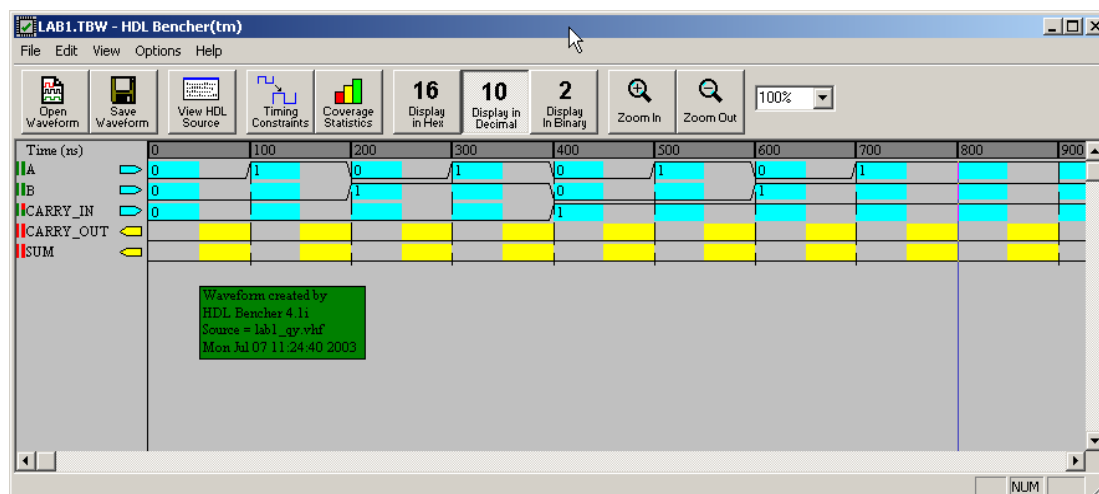 LAB1.TBW - HDL Bencher(tm)
File Edit View Options Help
Open Waveform
Save Waveform
View HDL Source
Timing Constraints
Coverage Statistics
16 Display in Hex
10 Display in Decimal
2 Display In Binary
Zoom In
Zoom Out
100%
Time (ns) 0 100 200 300 400 500 600 700 800 900
A 0 1 0 1 0 1 0 1
B 0 1 0 1
CARRY_IN 0 1
CARRY_OUT
SUM
Waveform created by
HDL Bencher 4.1i
Source = lab1_qy.vhf
Mon Jul 07 11:24:40 2003
NUM